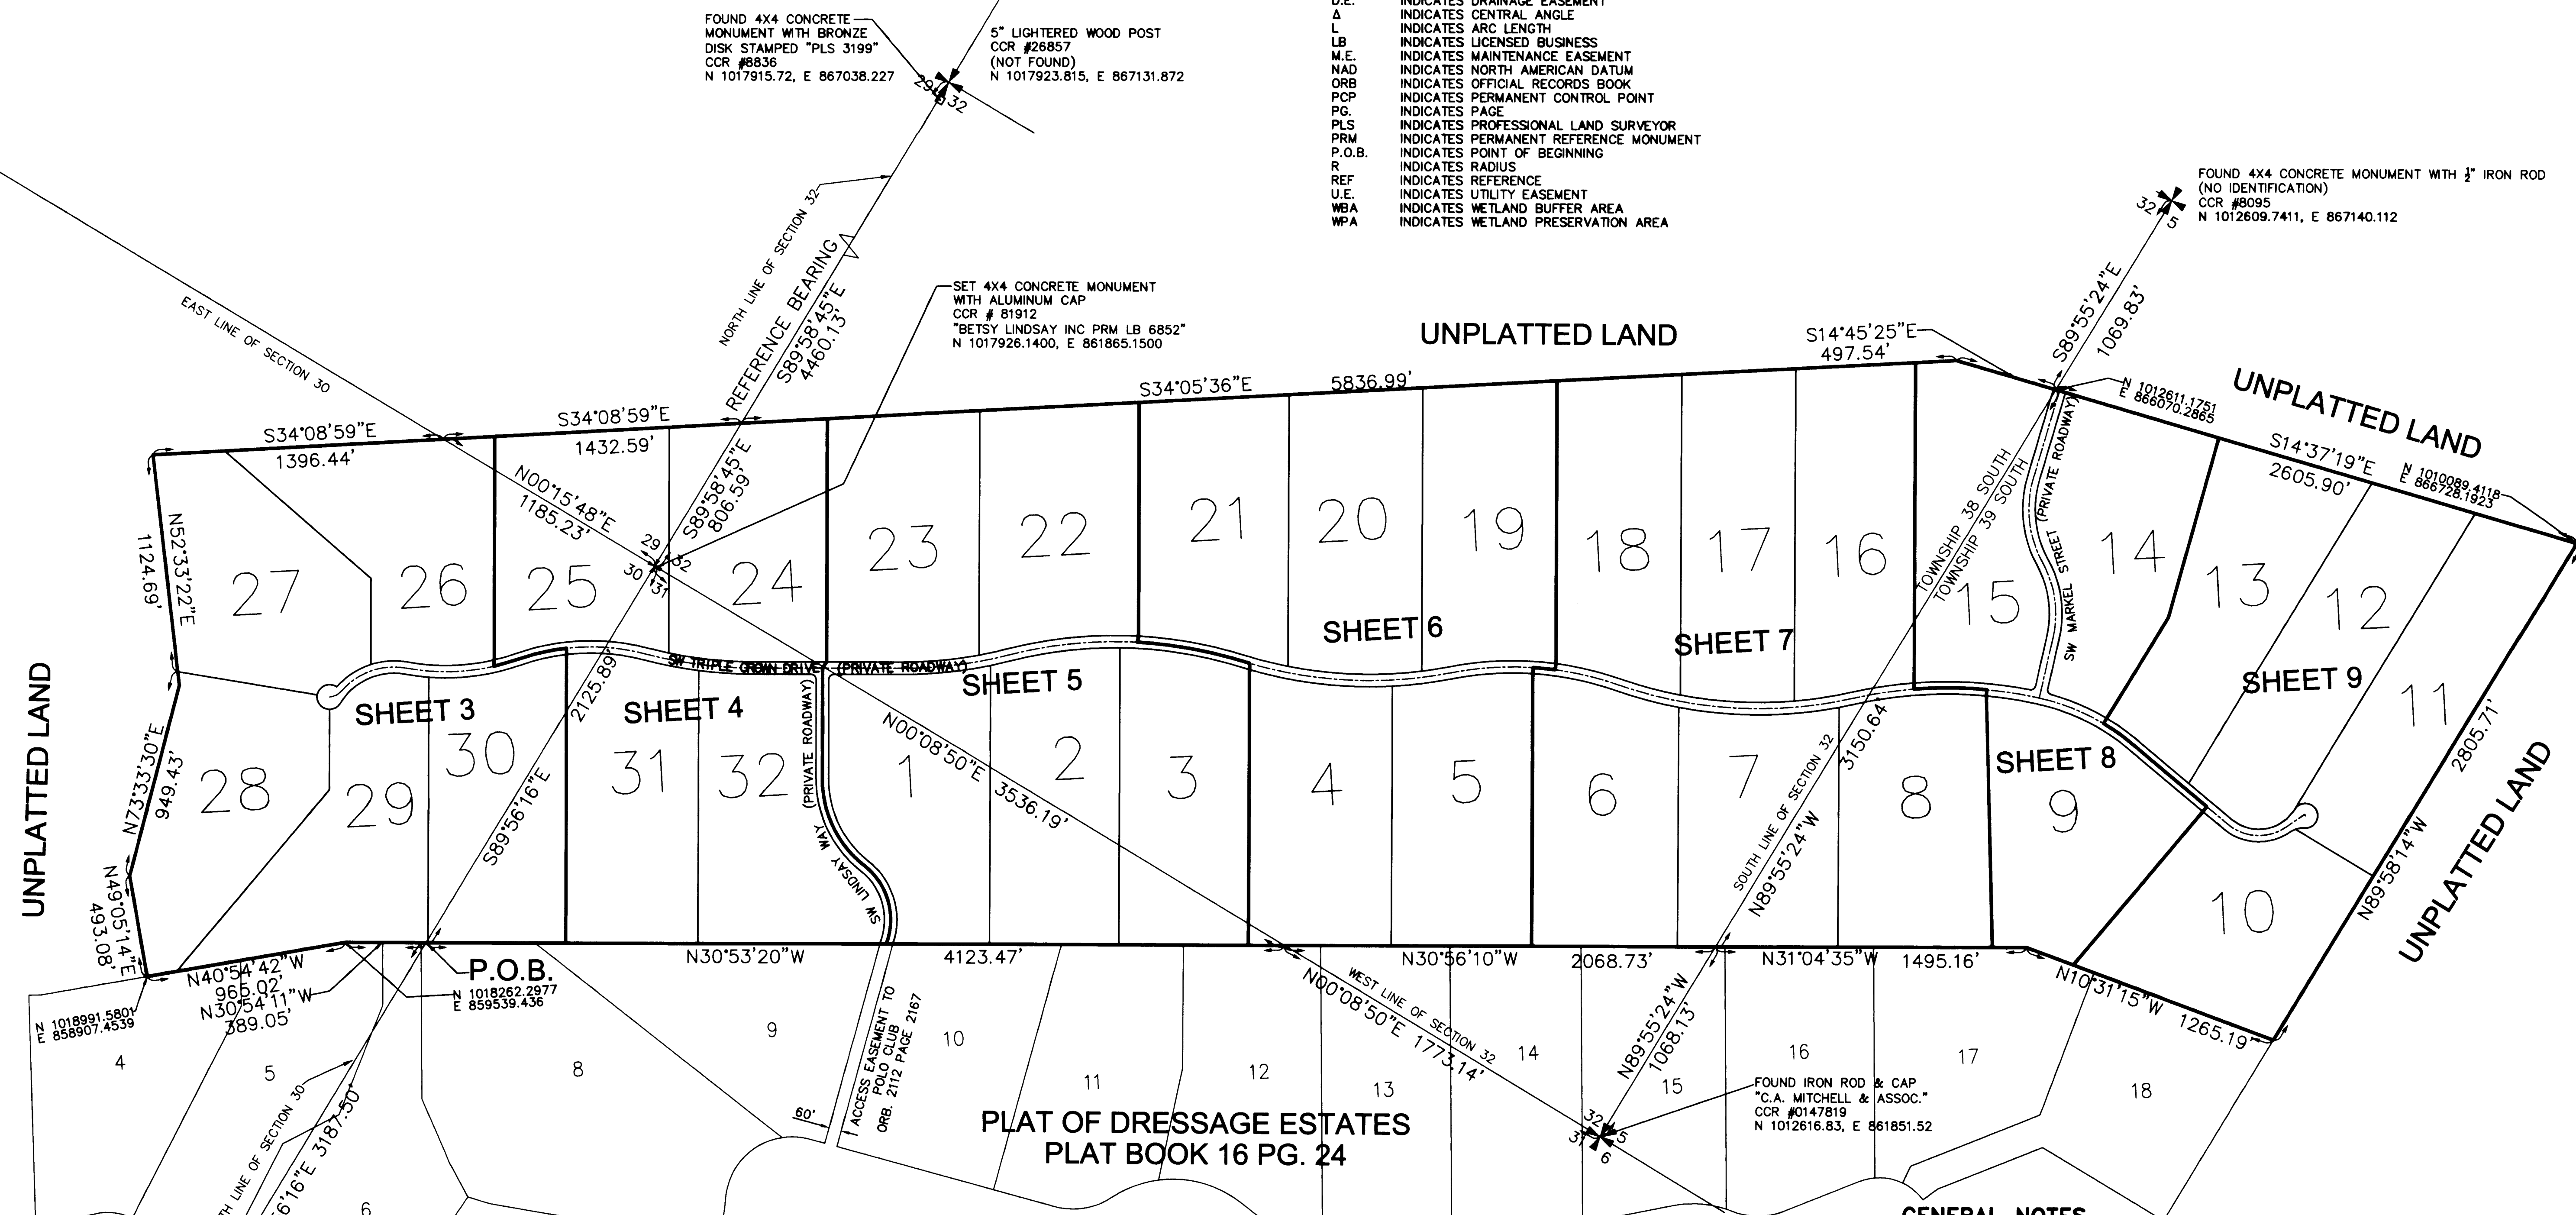 FOUND 4X4 CONCRETE
MONUMENT WITH BRONZE
DISK STAMPED "PLS 3199"
CCR #8836
N 1017915.72, E 867038.227
5" LIGHTERED WOOD POST
CCR #26857
(NOT FOUND)
N 1017923.815, E 867131.872
29
32
D.E. INDICATES DRAINAGE EASEMENT
Δ INDICATES CENTRAL ANGLE
L INDICATES ARC LENGTH
LB INDICATES LICENSED BUSINESS
M.E. INDICATES MAINTENANCE EASEMENT
NAD INDICATES NORTH AMERICAN DATUM
ORB INDICATES OFFICIAL RECORDS BOOK
PCP INDICATES PERMANENT CONTROL POINT
PG. INDICATES PAGE
PLS INDICATES PROFESSIONAL LAND SURVEYOR
PRM INDICATES PERMANENT REFERENCE MONUMENT
P.O.B. INDICATES POINT OF BEGINNING
R INDICATES RADIUS
REF INDICATES REFERENCE
U.E. INDICATES UTILITY EASEMENT
WBA INDICATES WETLAND BUFFER AREA
WPA INDICATES WETLAND PRESERVATION AREA
FOUND 4X4 CONCRETE MONUMENT WITH ½" IRON ROD
(NO IDENTIFICATION)
CCR #8095
N 1012609.7411, E 867140.112
32
5
EAST LINE OF SECTION 30
NORTH LINE OF SECTION 32
REFERENCE BEARING
S89°58'45"E
4460.13'
SET 4X4 CONCRETE MONUMENT
WITH ALUMINUM CAP
CCR # 81912
"BETSY LINDSAY INC PRM LB 6852"
N 1017926.1400, E 861865.1500
UNPLATTED LAND
S14°45'25"E
497.54'
S89°55'24"E
1069.83'
N 1012611.1751
E 866070.2865
UNPLATTED LAND
S14°37'19"E
2605.90'
N 1010089.4118
E 866728.1923
S34°08'59"E
1396.44'
S34°08'59"E
1432.59'
S34°05'36"E 5836.99'
N00°15'48"E
1185.23'
S89°58'45"E
806.59'
29
32
30
31
N52°33'22"E
1124.69'
27
26
25
24
23
22
21
20
19
18
17
16
15
14
13
12
11
TOWNSHIP 38 SOUTH
TOWNSHIP 39 SOUTH
SW MARKEL STREET (PRIVATE ROADWAY)
SHEET 6
SHEET 7
SHEET 9
SW TRIPLE CROWN DRIVE (PRIVATE ROADWAY)
SHEET 3
SHEET 4
SHEET 5
SHEET 8
UNPLATTED LAND
N73°33'30"E
949.43'
N49°05'14"E
493.08'
28
29
30
31
32
1
2
3
4
5
6
7
8
9
10
2125.89'
S89°56'16"E
(PRIVATE ROADWAY)
SW LINDSAY WAY
N00°08'50"E 3536.19'
3150.64'
SOUTH LINE OF SECTION 32
N89°55'24"W
2805.71'
N89°58'14"W
UNPLATTED LAND
N40°54'42"W
965.02'
N30°54'11"W
389.05'
P.O.B.
N 1018262.2977
E 859539.436
N 1018991.5801
E 858907.4539
N30°53'20"W 4123.47'
N30°56'10"W 2068.73'
N31°04'35"W 1495.16'
N10°31'15"W 1265.19'
WEST LINE OF SECTION 32
N00°08'50"E 1773.14'
N89°55'24"W
1068.13'
4
5
6
8
9
10
11
12
13
14
15
16
17
18
LINE OF SECTION 30
6'16"E 3187.50'
60'
ACCESS EASEMENT TO
POLO CLUB
ORB. 2112 PAGE 2167
PLAT OF DRESSAGE ESTATES
PLAT BOOK 16 PG. 24
32
5
31
6
FOUND IRON ROD & CAP
"C.A. MITCHELL & ASSOC."
CCR #0147819
N 1012616.83, E 861851.52
GENERAL NOTES